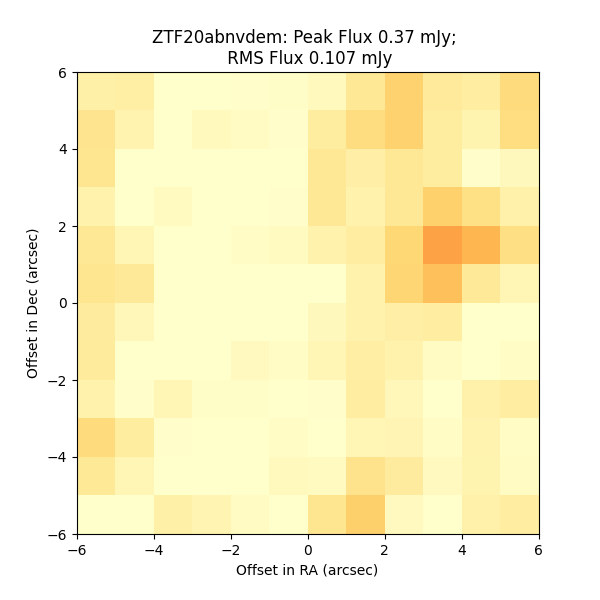 ZTF20abnvdem: Peak Flux 0.37 mJy;
RMS Flux 0.107 mJy
6
4
2
0
−2
−4
−6
Offset in Dec (arcsec)
−6 −4 −2 0 2 4 6
Offset in RA (arcsec)